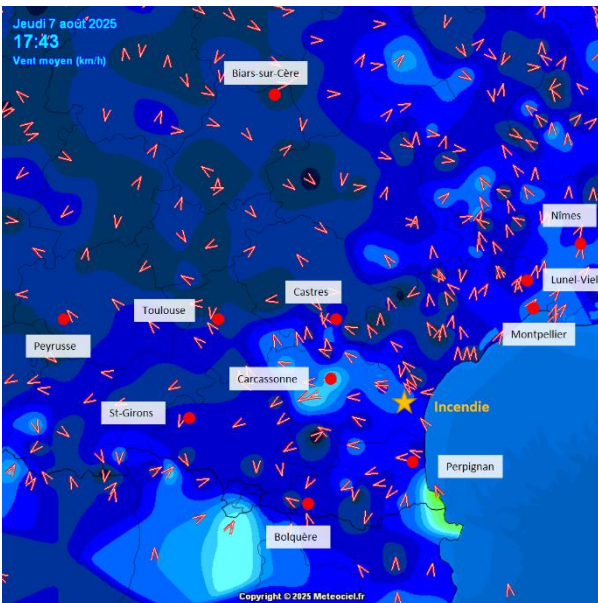 Jeudi 7 août 2025
17:43
Vent moyen (km/h)
Biars-sur-Cère
Nîmes
Lunel-Viel
Castres
Toulouse
Montpellier
Peyrusse
Carcassonne
Incendie
St-Girons
Perpignan
Bolquère
Copyright © 2025 Meteociel.fr